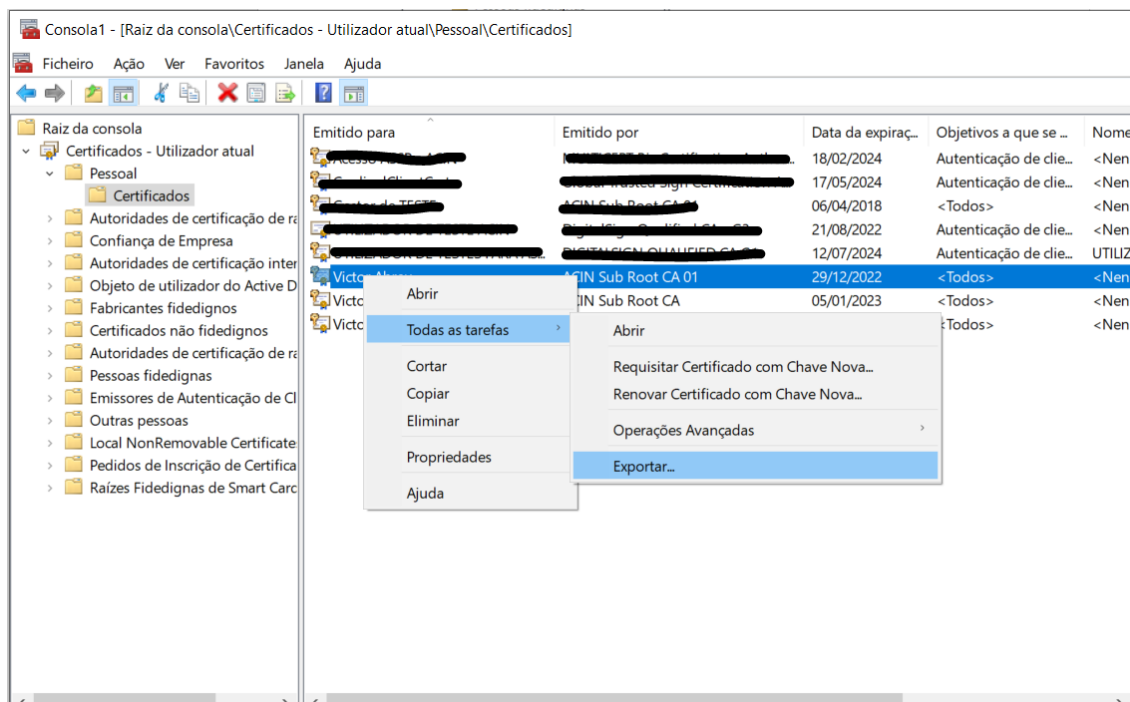 Consola1 - [Raiz da consola\Certificados - Utilizador atual\Pessoal\Certificados]
Ficheiro Ação Ver Favoritos Janela Ajuda
Raiz da consola
Certificados - Utilizador atual
Pessoal
Certificados
Autoridades de certificação de ra
Confiança de Empresa
Autoridades de certificação inter
Objeto de utilizador do Active D
Fabricantes fidedignos
Certificados não fidedignos
Autoridades de certificação de ra
Pessoas fidedignas
Emissores de Autenticação de Cl
Outras pessoas
Local NonRemovable Certificate
Pedidos de Inscrição de Certifica
Raízes Fidedignas de Smart Card
Emitido para Emitido por Data da expiraç... Objetivos a que se ... Nome
18/02/2024 Autenticação de clie... <Nen
17/05/2024 Autenticação de clie... <Nen
06/04/2018 <Todos> <Nen
21/08/2022 Autenticação de clie... <Nen
12/07/2024 Autenticação de clie... UTILIZ
Victor Abreu ACIN Sub Root CA 01 29/12/2022 <Todos> <Nen
Victo CIN Sub Root CA 05/01/2023 <Todos> <Nen
Victo <Todos> <Nen
Abrir
Todas as tarefas
Cortar
Copiar
Eliminar
Propriedades
Ajuda
Abrir
Requisitar Certificado com Chave Nova...
Renovar Certificado com Chave Nova...
Operações Avançadas
Exportar...